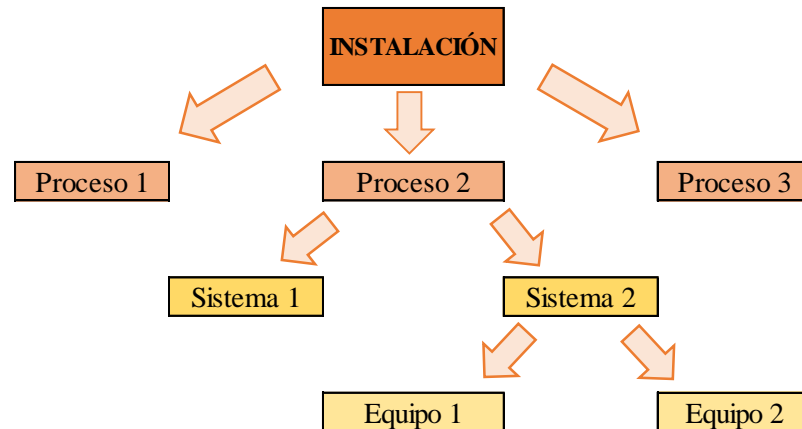 INSTALACIÓN
Proceso 1
Proceso 2
Proceso 3
Sistema 1
Sistema 2
Equipo 1
Equipo 2